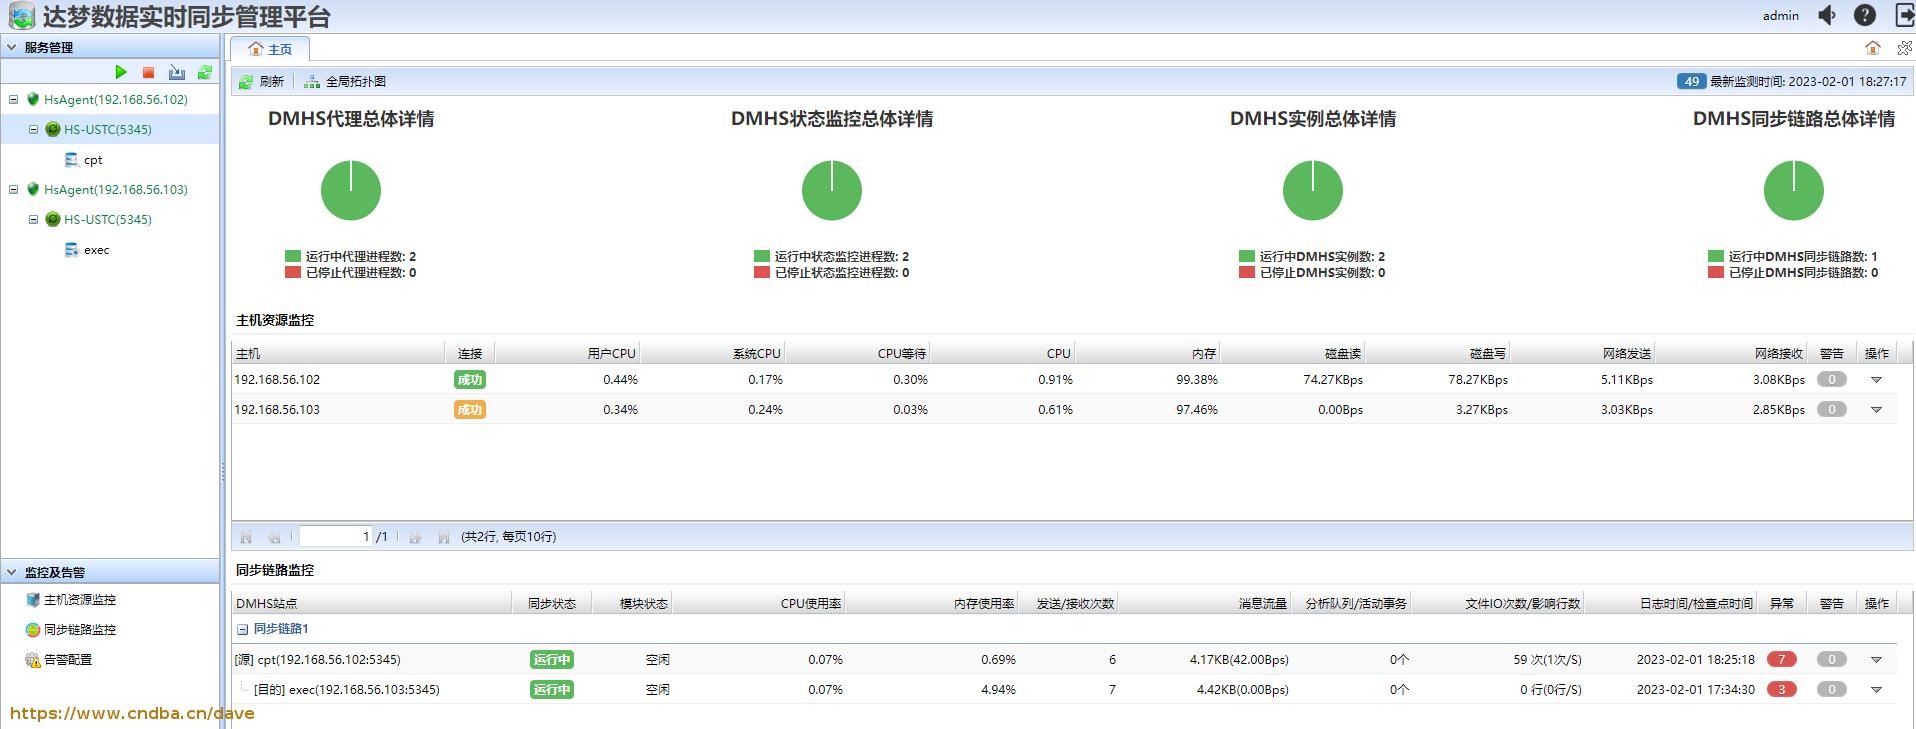 达梦数据实时同步管理平台
admin
服务管理
主页
刷新
全局拓扑图
49 最新监测时间: 2023-02-01 18:27:17
HsAgent(192.168.56.102)
HS-USTC(5345)
cpt
HsAgent(192.168.56.103)
HS-USTC(5345)
exec
DMHS代理总体详情
运行中代理进程数: 2
已停止代理进程数: 0
DMHS状态监控总体详情
运行中状态监控进程数: 2
已停止状态监控进程数: 0
DMHS实例总体详情
运行中DMHS实例数: 2
已停止DMHS实例数: 0
DMHS同步链路总体详情
运行中DMHS同步链路数: 1
已停止DMHS同步链路数: 0
主机资源监控
主机 连接 用户CPU 系统CPU CPU等待 CPU 内存 磁盘读 磁盘写 网络发送 网络接收 警告 操作
192.168.56.102 成功 0.44% 0.17% 0.30% 0.91% 99.38% 74.27KBps 78.27KBps 5.11KBps 3.08KBps 0
192.168.56.103 成功 0.34% 0.24% 0.03% 0.61% 97.46% 0.00Bps 3.27KBps 3.03KBps 2.85KBps 0
1 /1 (共2行, 每页10行)
监控及告警
主机资源监控
同步链路监控
告警配置
同步链路监控
DMHS站点 同步状态 模块状态 CPU使用率 内存使用率 发送/接收次数 消息流量 分析队列/活动事务 文件IO次数/影响行数 日志时间/检查点时间 异常 警告 操作
同步链路1
[源] cpt(192.168.56.102:5345) 运行中 空闲 0.07% 0.69% 6 4.17KB(42.00Bps) 0个 59 次(1次/S) 2023-02-01 18:25:18 7 0
[目的] exec(192.168.56.103:5345) 运行中 空闲 0.07% 4.94% 7 4.42KB(0.00Bps) 0个 0 行(0行/S) 2023-02-01 17:34:30 3 0
https://www.cndba.cn/dave